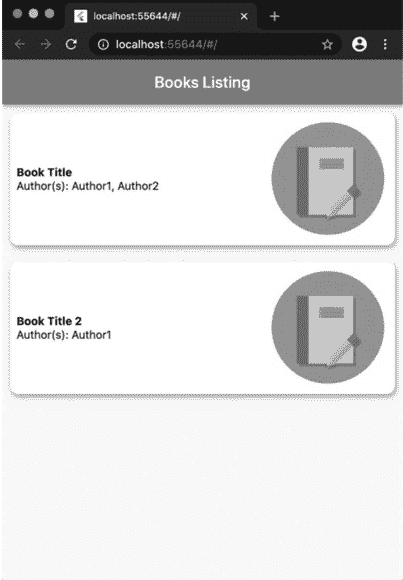 localhost:55644/#/
localhost:55644/#/
Books Listing
Book Title
Author(s): Author1, Author2
Book Title 2
Author(s): Author1